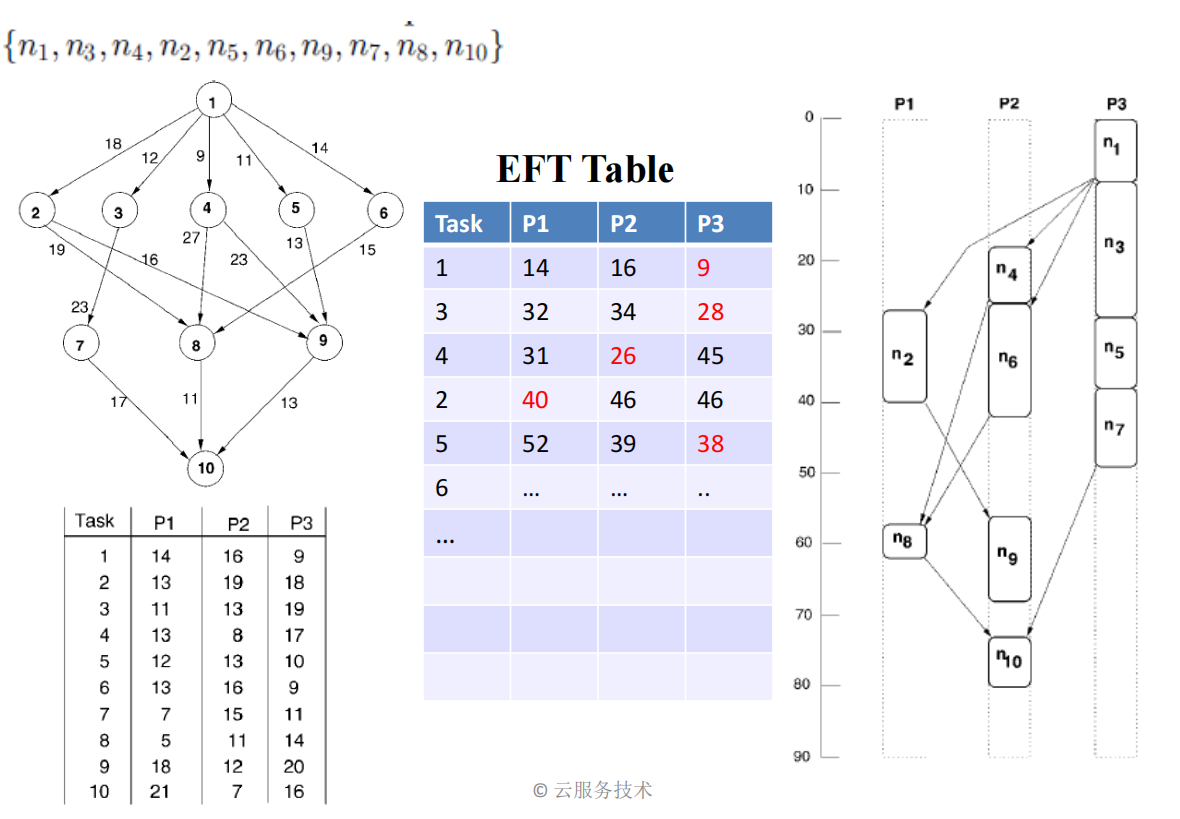 {n1, n3, n4, n2, n5, n6, n9, n7, n8, n10}
1
18
12
9
11
14
2
3
4
5
6
19
16
27
23
13
15
23
7
8
9
17
11
13
10
Task P1 P2 P3
1 14 16 9
2 13 19 18
3 11 13 19
4 13 8 17
5 12 13 10
6 13 16 9
7 7 15 11
8 5 11 14
9 18 12 20
10 21 7 16
EFT Table
Task P1 P2 P3
1 14 16 9
3 32 34 28
4 31 26 45
2 40 46 46
5 52 39 38
6 ... ... ..
...
P1 P2 P3
0
10
20
30
40
50
60
70
80
90
n1
n3
n4
n2
n6
n5
n7
n8
n9
n10
© 云服务技术